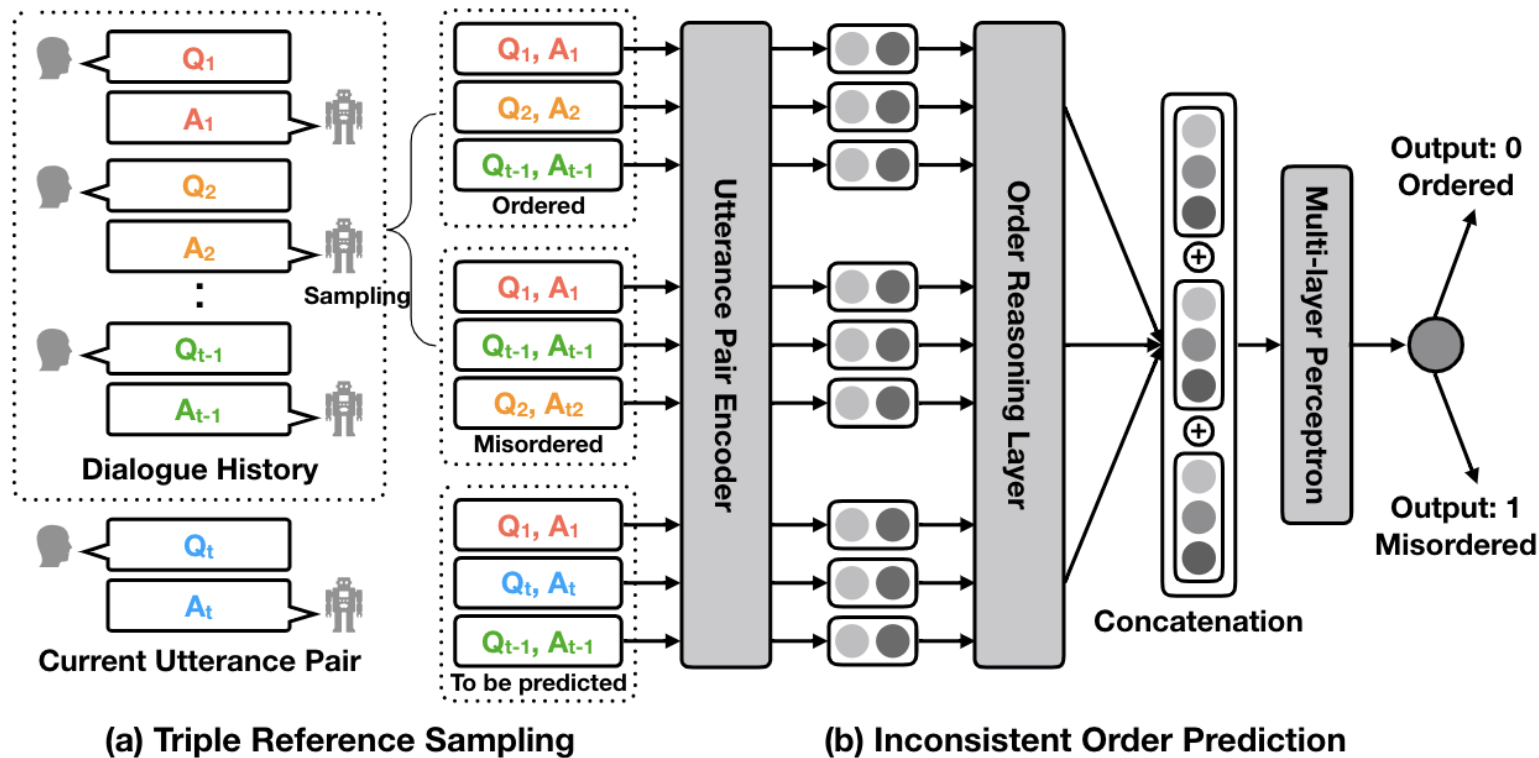 Q1
A1
Q2
A2
:
Qt-1
At-1
Dialogue History
Qt
At
Current Utterance Pair
Sampling
Q1, A1
Q2, A2
Qt-1, At-1
Ordered
Q1, A1
Qt-1, At-1
Q2, At2
Misordered
Q1, A1
Qt, At
Qt-1, At-1
To be predicted
(a) Triple Reference Sampling
Utterance Pair Encoder
Order Reasoning Layer
+
+
Concatenation
Multi-layer Perceptron
Output: 0
Ordered
Output: 1
Misordered
(b) Inconsistent Order Prediction